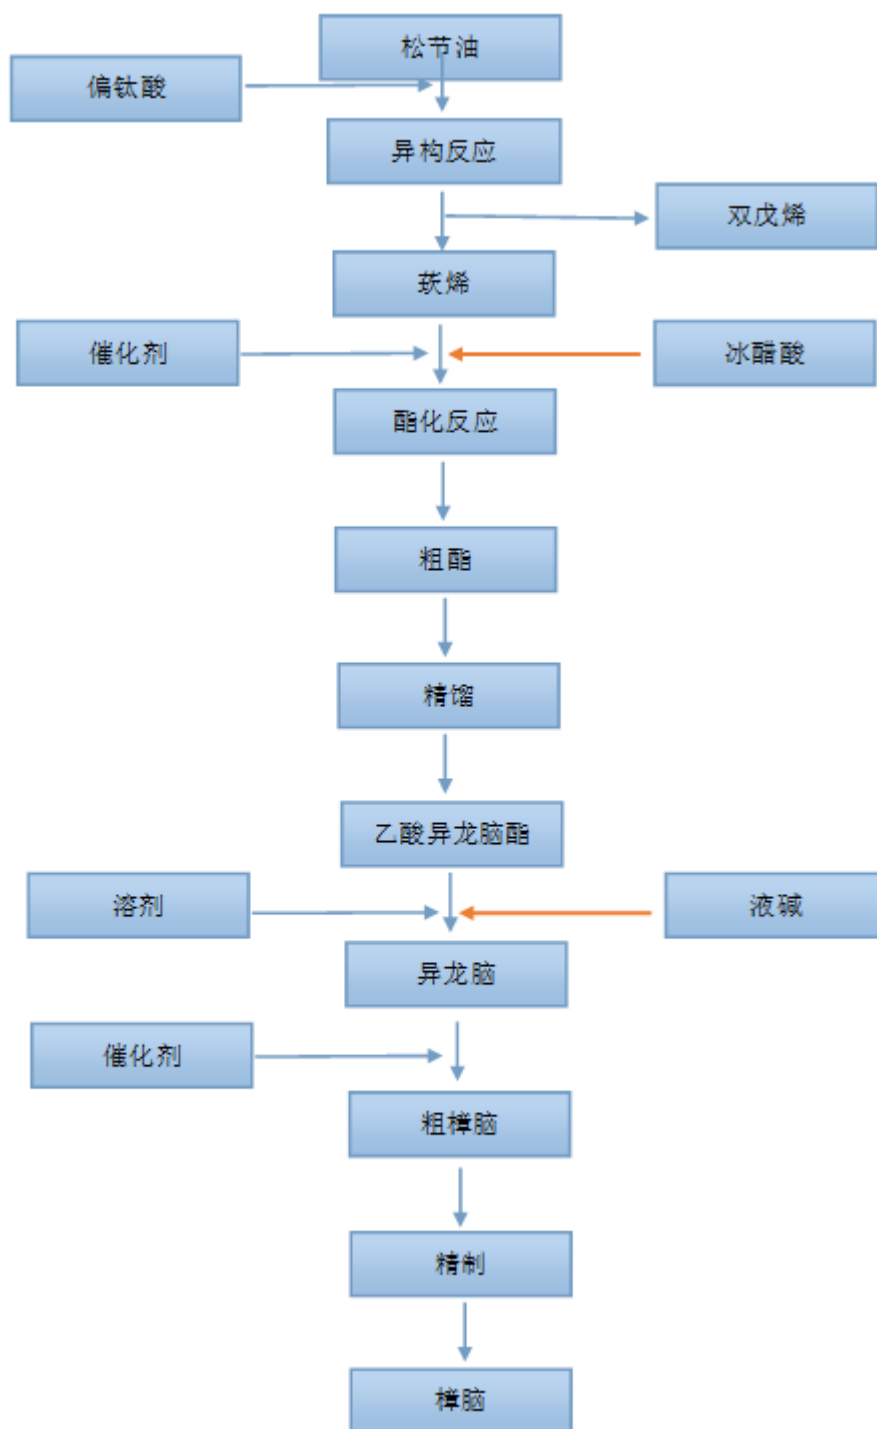 松节油
偏钛酸
异构反应
双戊烯
莰烯
催化剂
冰醋酸
酯化反应
粗酯
精馏
乙酸异龙脑酯
溶剂
液碱
异龙脑
催化剂
粗樟脑
精制
樟脑